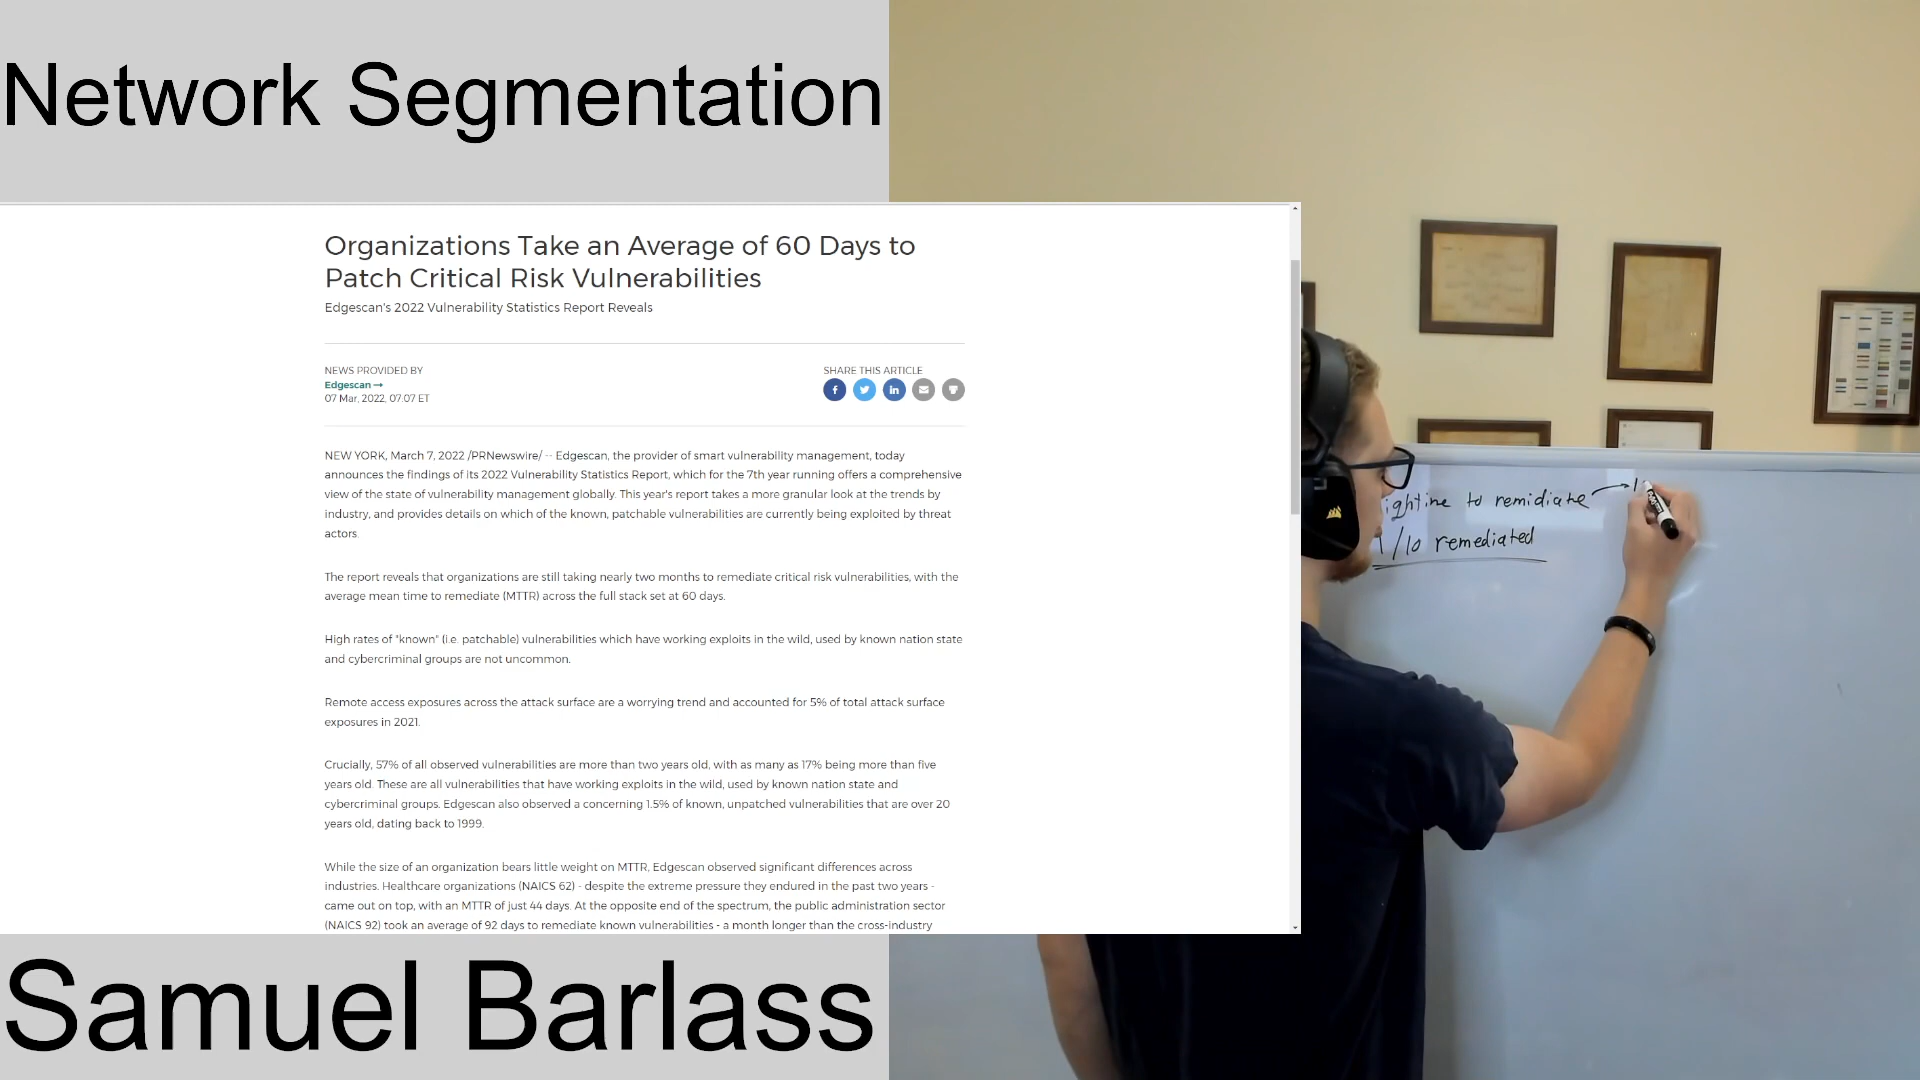 Network Segmentation
Organizations Take an Average of 60 Days to
Patch Critical Risk Vulnerabilities
Edgescan's 2022 Vulnerability Statistics Report Reveals
NEWS PROVIDED BY
Edgescan →
07 Mar, 2022, 07:07 ET
SHARE THIS ARTICLE
NEW YORK, March 7, 2022 /PRNewswire/ -- Edgescan, the provider of smart vulnerability management, today
announces the findings of its 2022 Vulnerability Statistics Report, which for the 7th year running offers a comprehensive
view of the state of vulnerability management globally. This year's report takes a more granular look at the trends by
industry, and provides details on which of the known, patchable vulnerabilities are currently being exploited by threat
actors.
The report reveals that organizations are still taking nearly two months to remediate critical risk vulnerabilities, with the
average mean time to remediate (MTTR) across the full stack set at 60 days.
High rates of "known" (i.e. patchable) vulnerabilities which have working exploits in the wild, used by known nation state
and cybercriminal groups are not uncommon.
Remote access exposures across the attack surface are a worrying trend and accounted for 5% of total attack surface
exposures in 2021.
Crucially, 57% of all observed vulnerabilities are more than two years old, with as many as 17% being more than five
years old. These are all vulnerabilities that have working exploits in the wild, used by known nation state and
cybercriminal groups. Edgescan also observed a concerning 1.5% of known, unpatched vulnerabilities that are over 20
years old, dating back to 1999.
While the size of an organization bears little weight on MTTR, Edgescan observed significant differences across
industries. Healthcare organizations (NAICS 62) - despite the extreme pressure they endured in the past two years -
came out on top, with an MTTR of just 44 days. At the opposite end of the spectrum, the public administration sector
(NAICS 92) took an average of 92 days to remediate known vulnerabilities - a month longer than the cross-industry
to remidiate
1/10 remediated
Samuel Barlass